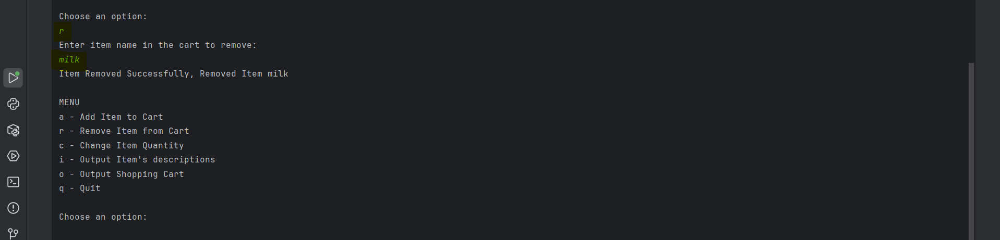 Choose an option:
r
Enter item name in the cart to remove:
milk
Item Removed Successfully, Removed Item milk
MENU
a - Add Item to Cart
r - Remove Item from Cart
c - Change Item Quantity
i - Output Item's descriptions
o - Output Shopping Cart
q - Quit
Choose an option: